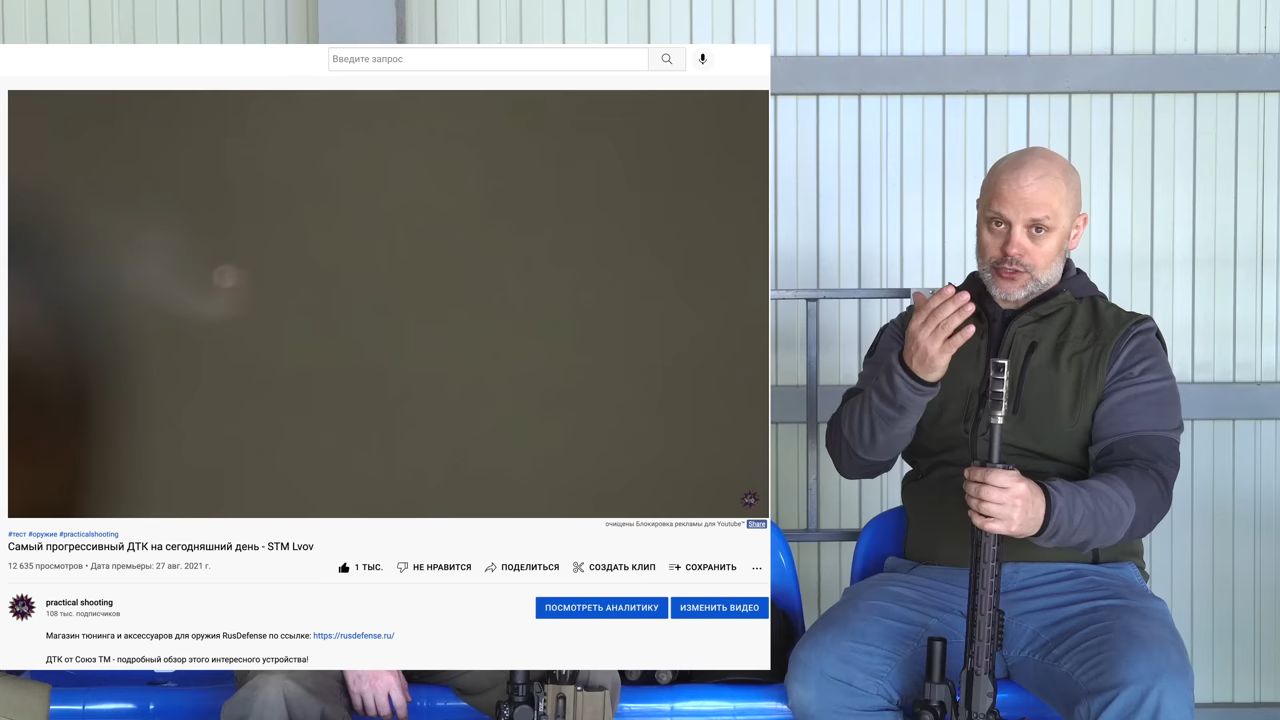 Введите запрос
очищены Блокировка рекламы для Youtube™ Share
#тест #оружие #practicalshooting
Самый прогрессивный ДТК на сегодняшний день - STM Lvov
12 635 просмотров • Дата премьеры: 27 авг. 2021 г.
1 ТЫС. НЕ НРАВИТСЯ ПОДЕЛИТЬСЯ СОЗДАТЬ КЛИП СОХРАНИТЬ ...
practical shooting
108 тыс. подписчиков
ПОСМОТРЕТЬ АНАЛИТИКУ ИЗМЕНИТЬ ВИДЕО
Магазин тюнинга и аксессуаров для оружия RusDefense по ссылке: https://rusdefense.ru/
ДТК от Союз ТМ - подробный обзор этого интересного устройства!